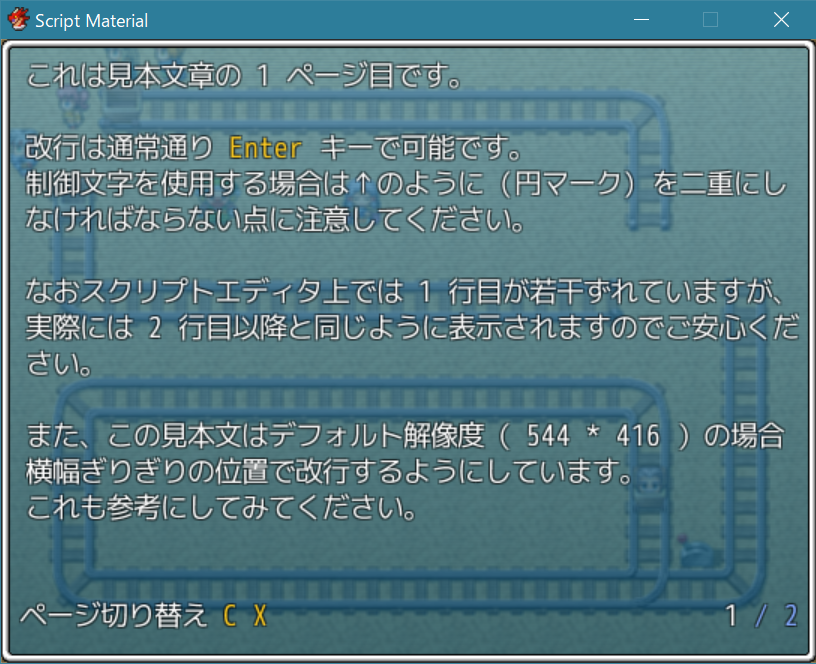 Script Material
これは見本文章の 1 ページ目です。
改行は通常通り Enter キーで可能です。
制御文字を使用する場合は↑のように（円マーク）を二重にし
なければならない点に注意してください。
なおスクリプトエディタ上では 1 行目が若干ずれていますが、
実際には 2 行目以降と同じように表示されますのでご安心くだ
さい。
また、この見本文はデフォルト解像度（ 544 * 416 ）の場合
横幅ぎりぎりの位置で改行するようにしています。
これも参考にしてみてください。
ページ切り替え C X
1 / 2